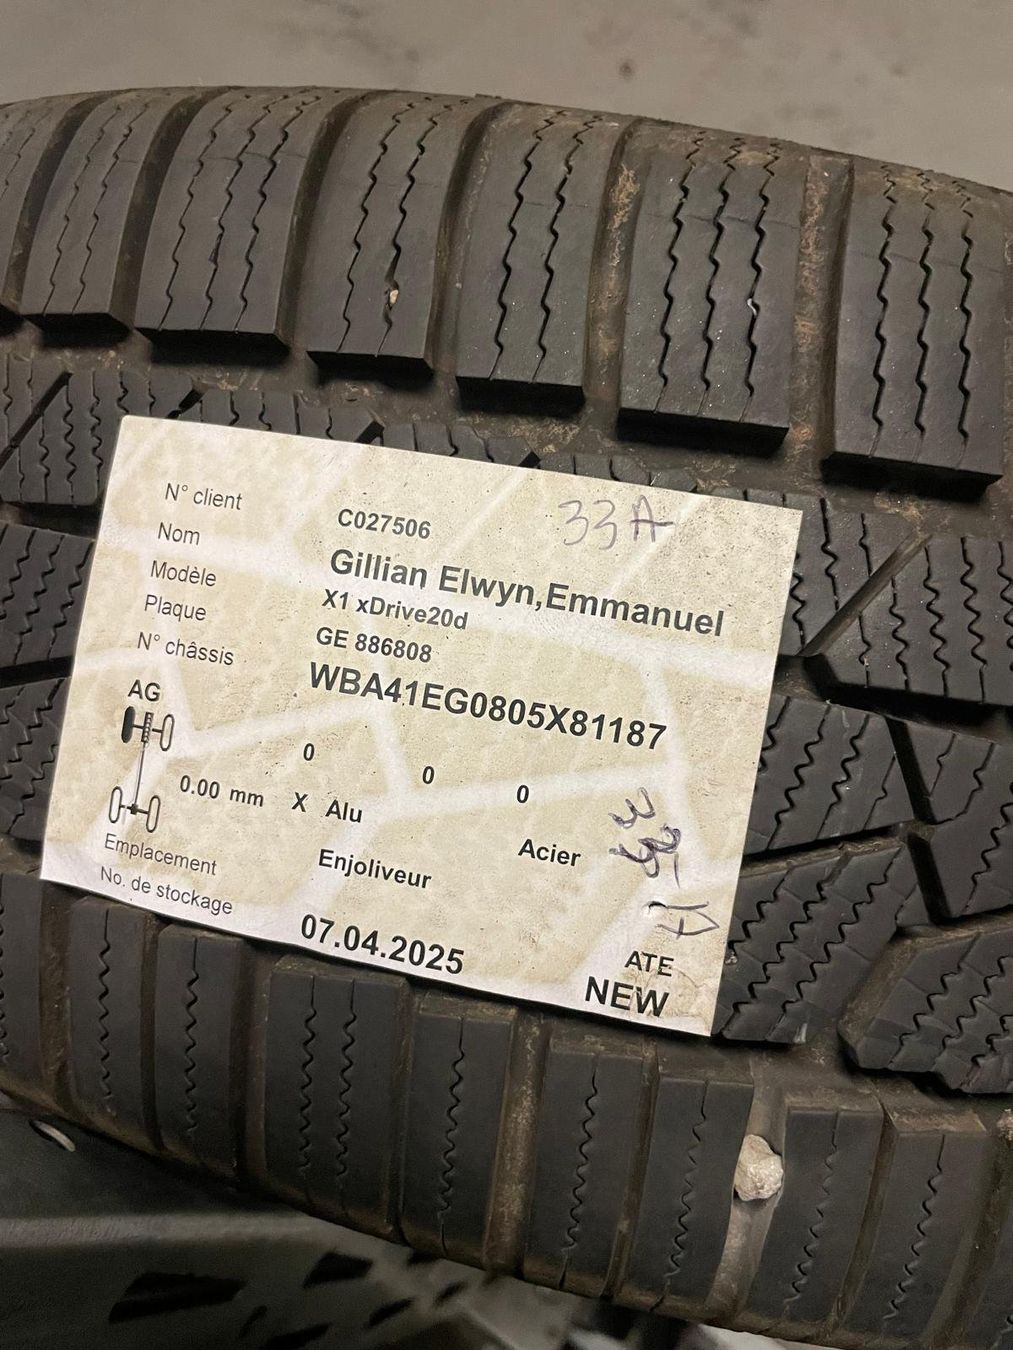 N° client C027506 33A
Nom Gillian Elwyn,Emmanuel
Modèle X1 xDrive20d
Plaque GE 886808
N° châssis WBA41EG0805X81187
AG
0 0 0
0.00 mm X Alu Acier
Enjoliveur
Emplacement
No. de stockage 07.04.2025 ATE
NEW